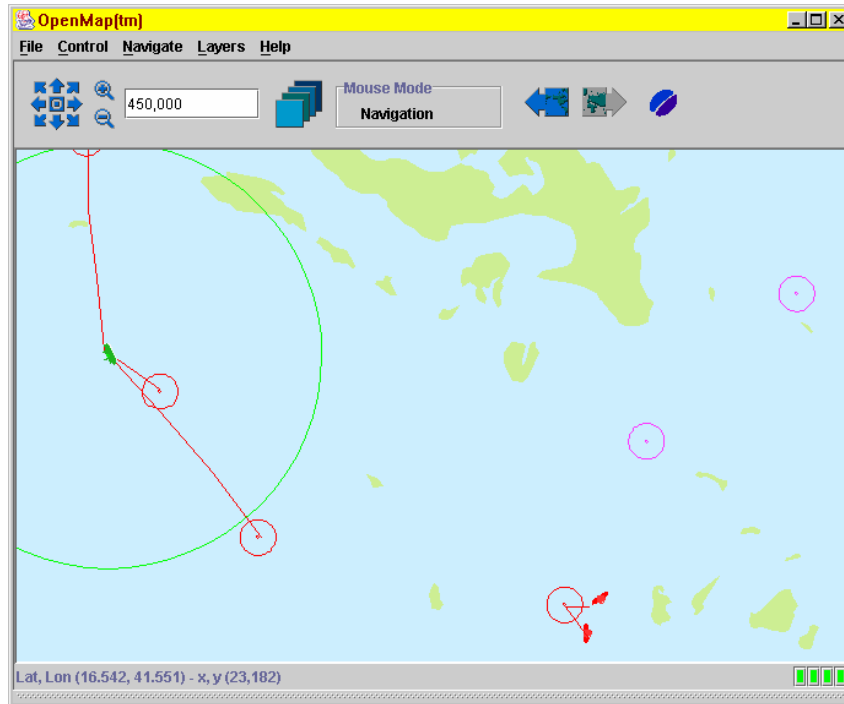 OpenMap(tm)
File Control Navigate Layers Help
450,000
Mouse Mode
Navigation
Lat, Lon (16.542, 41.551) - x, y (23,182)